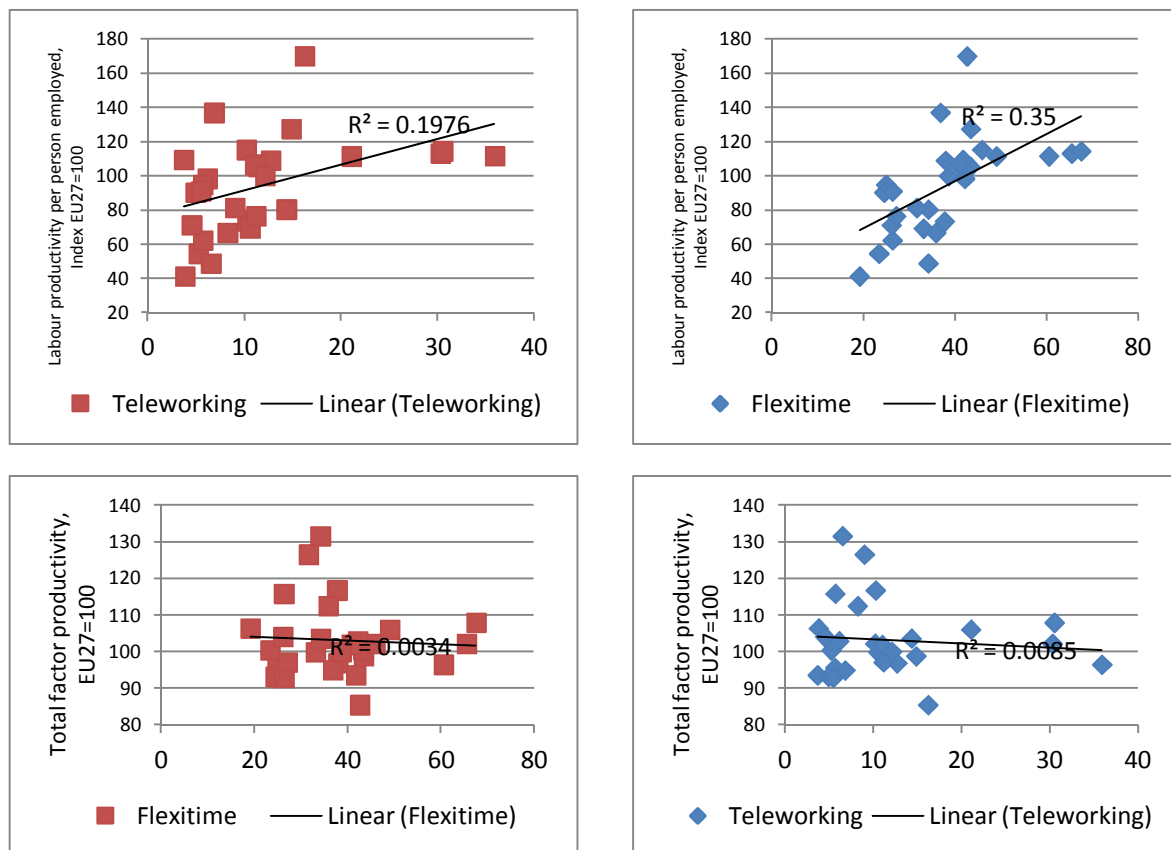 Labour productivity per person employed,
Index EU27=100
180
160
140
120
100
80
60
40
20
R² = 0.1976
0 10 20 30 40
Teleworking Linear (Teleworking)
Labour productivity per person employed,
Index EU27=100
180
160
140
120
100
80
60
40
20
R² = 0.35
0 20 40 60 80
Flexitime Linear (Flexitime)
Total factor productivity,
EU27=100
140
130
120
110
100
90
80
R² = 0.0034
0 20 40 60 80
Flexitime Linear (Flexitime)
Total factor productivity,
EU27=100
140
130
120
110
100
90
80
R² = 0.0085
0 10 20 30 40
Teleworking Linear (Teleworking)